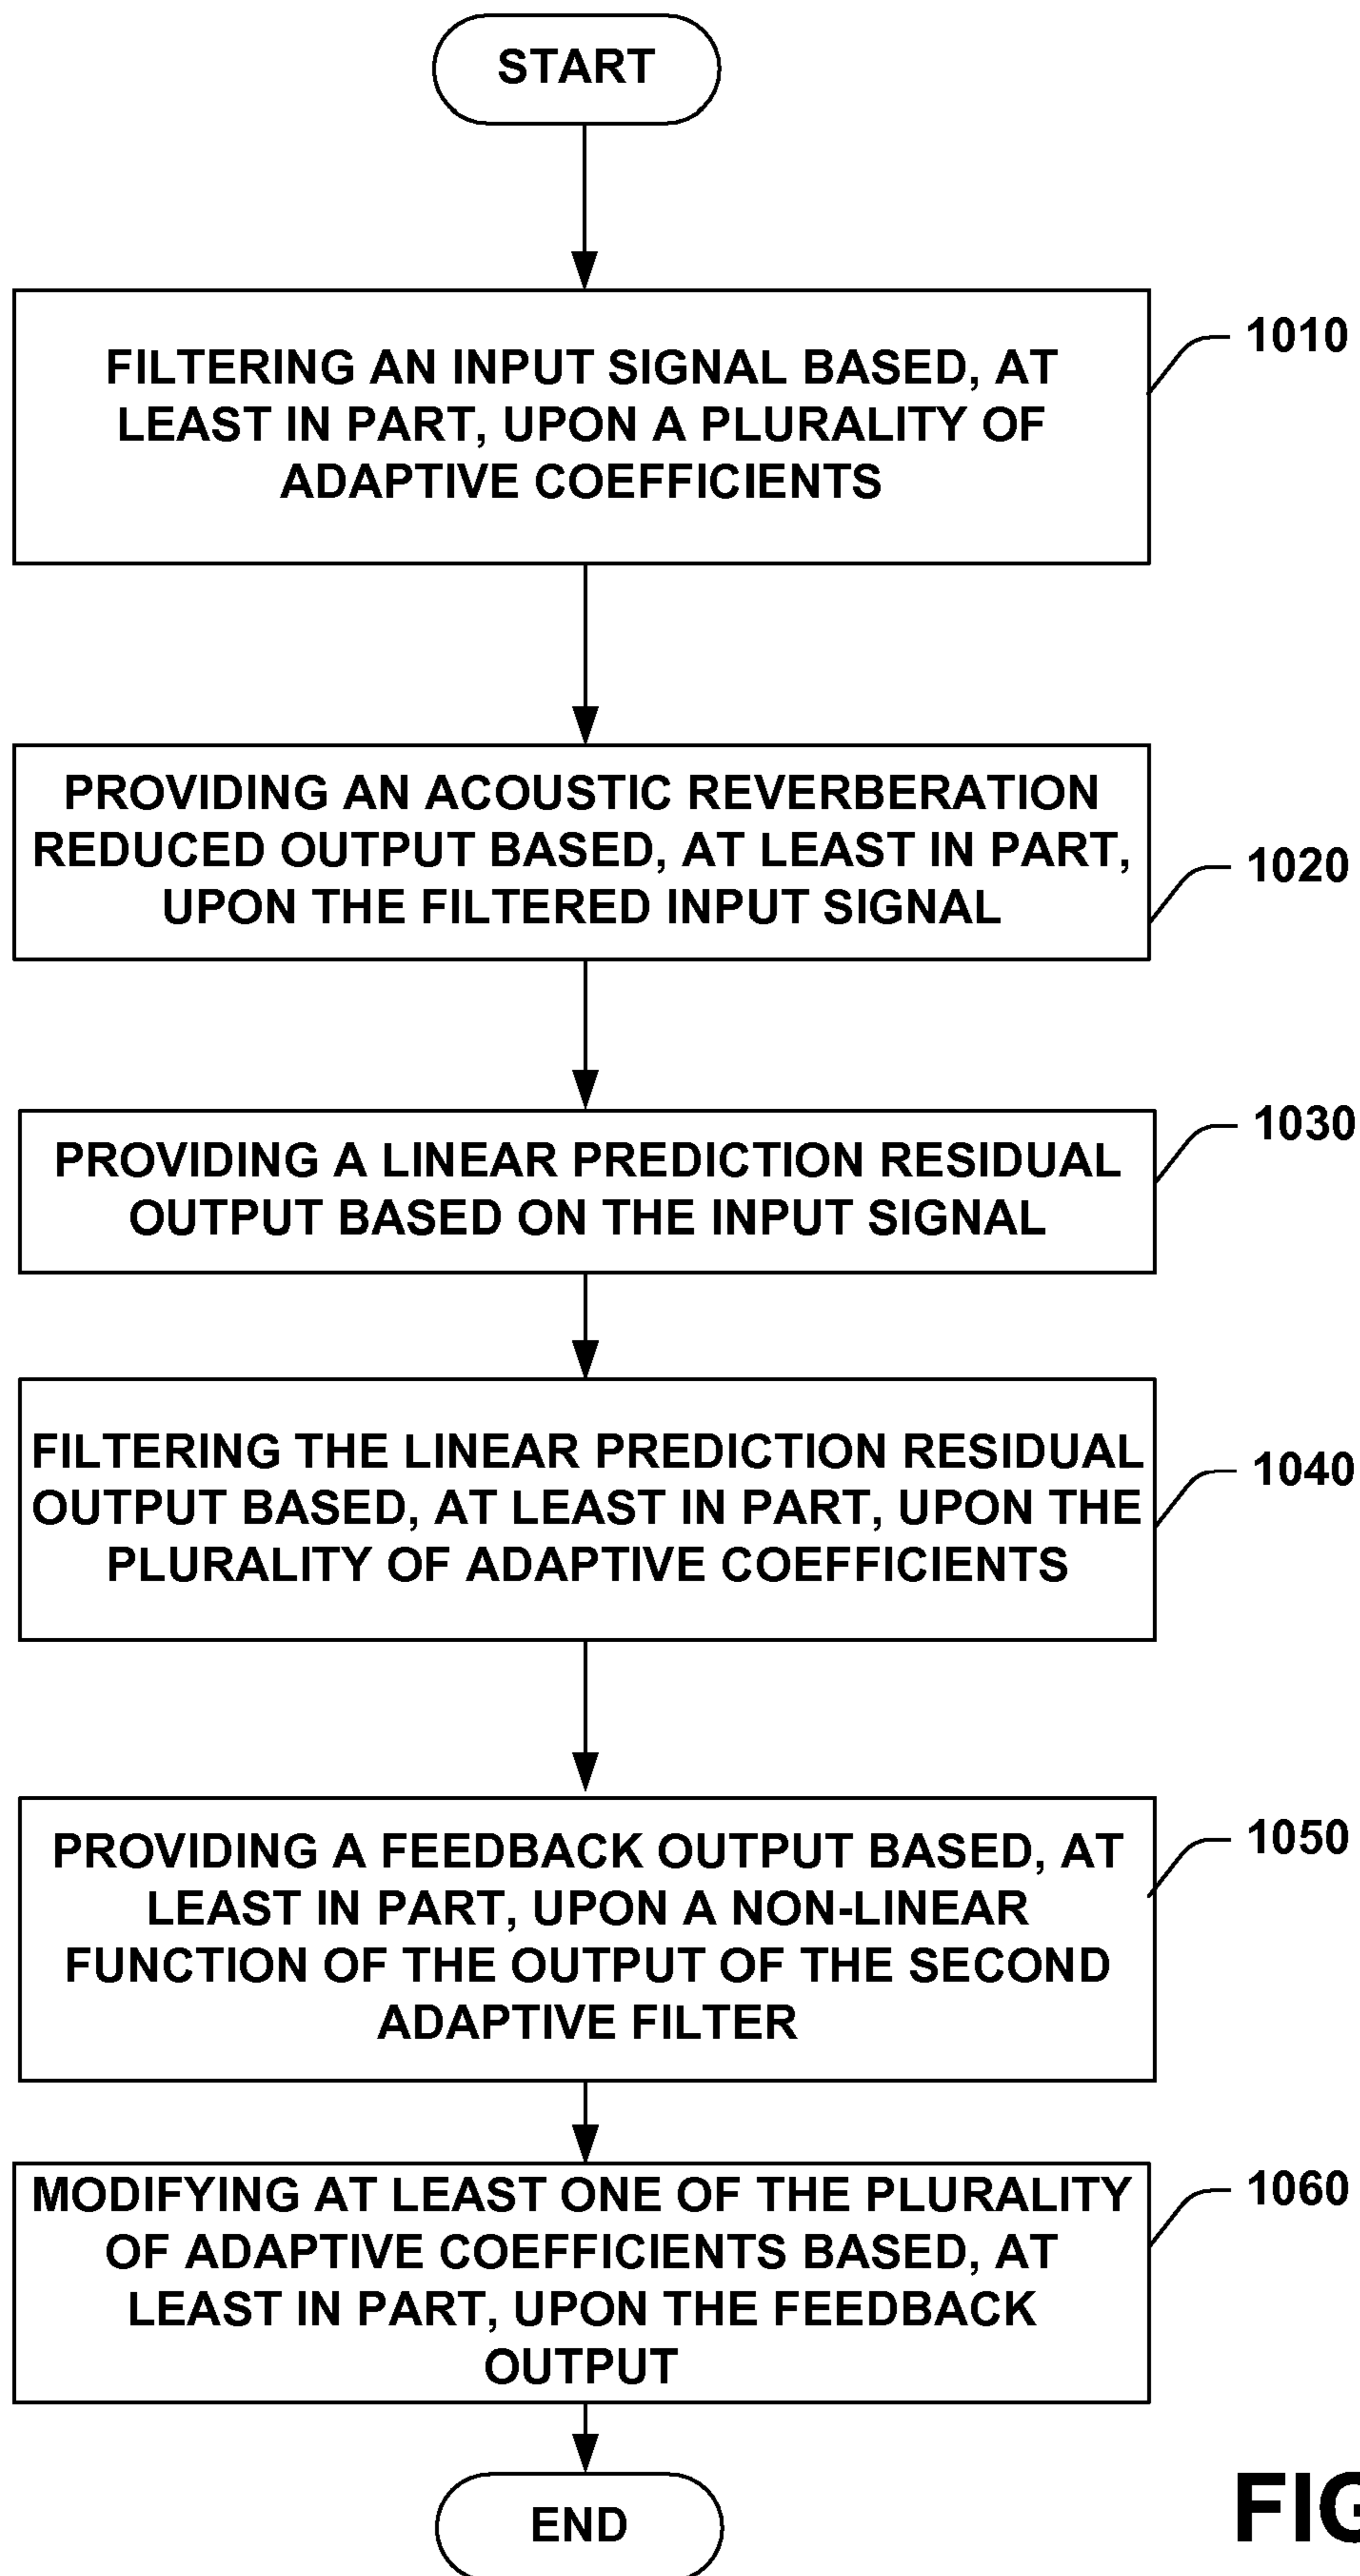 START
FILTERING AN INPUT SIGNAL BASED, AT
LEAST IN PART, UPON A PLURALITY OF
ADAPTIVE COEFFICIENTS
1010
PROVIDING AN ACOUSTIC REVERBERATION
REDUCED OUTPUT BASED, AT LEAST IN PART,
UPON THE FILTERED INPUT SIGNAL
1020
PROVIDING A LINEAR PREDICTION RESIDUAL
OUTPUT BASED ON THE INPUT SIGNAL
1030
FILTERING THE LINEAR PREDICTION RESIDUAL
OUTPUT BASED, AT LEAST IN PART, UPON THE
PLURALITY OF ADAPTIVE COEFFICIENTS
1040
PROVIDING A FEEDBACK OUTPUT BASED, AT
LEAST IN PART, UPON A NON-LINEAR
FUNCTION OF THE OUTPUT OF THE SECOND
ADAPTIVE FILTER
1050
MODIFYING AT LEAST ONE OF THE PLURALITY
OF ADAPTIVE COEFFICIENTS BASED, AT
LEAST IN PART, UPON THE FEEDBACK
OUTPUT
1060
END
FIG